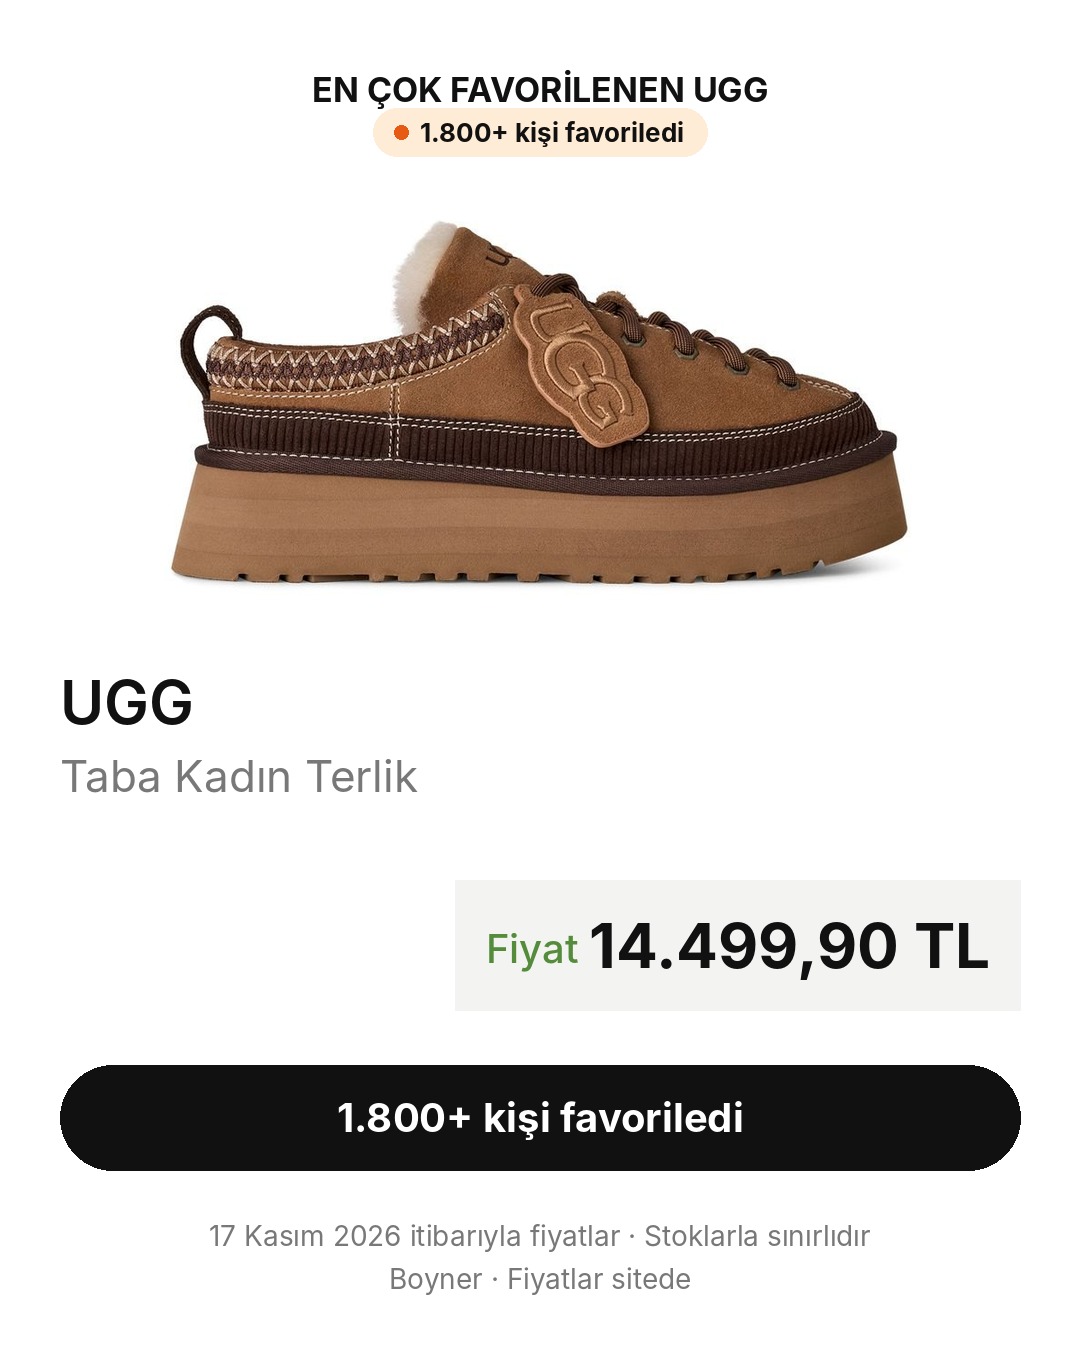 EN ÇOK FAVORİLENEN UGG
1.800+ kişi favoriledi
UGG
UGG
Taba Kadın Terlik
Fiyat 14.499,90 TL
1.800+ kişi favoriledi
17 Kasım 2026 itibarıyla fiyatlar · Stoklarla sınırlıdır
Boyner · Fiyatlar sitede